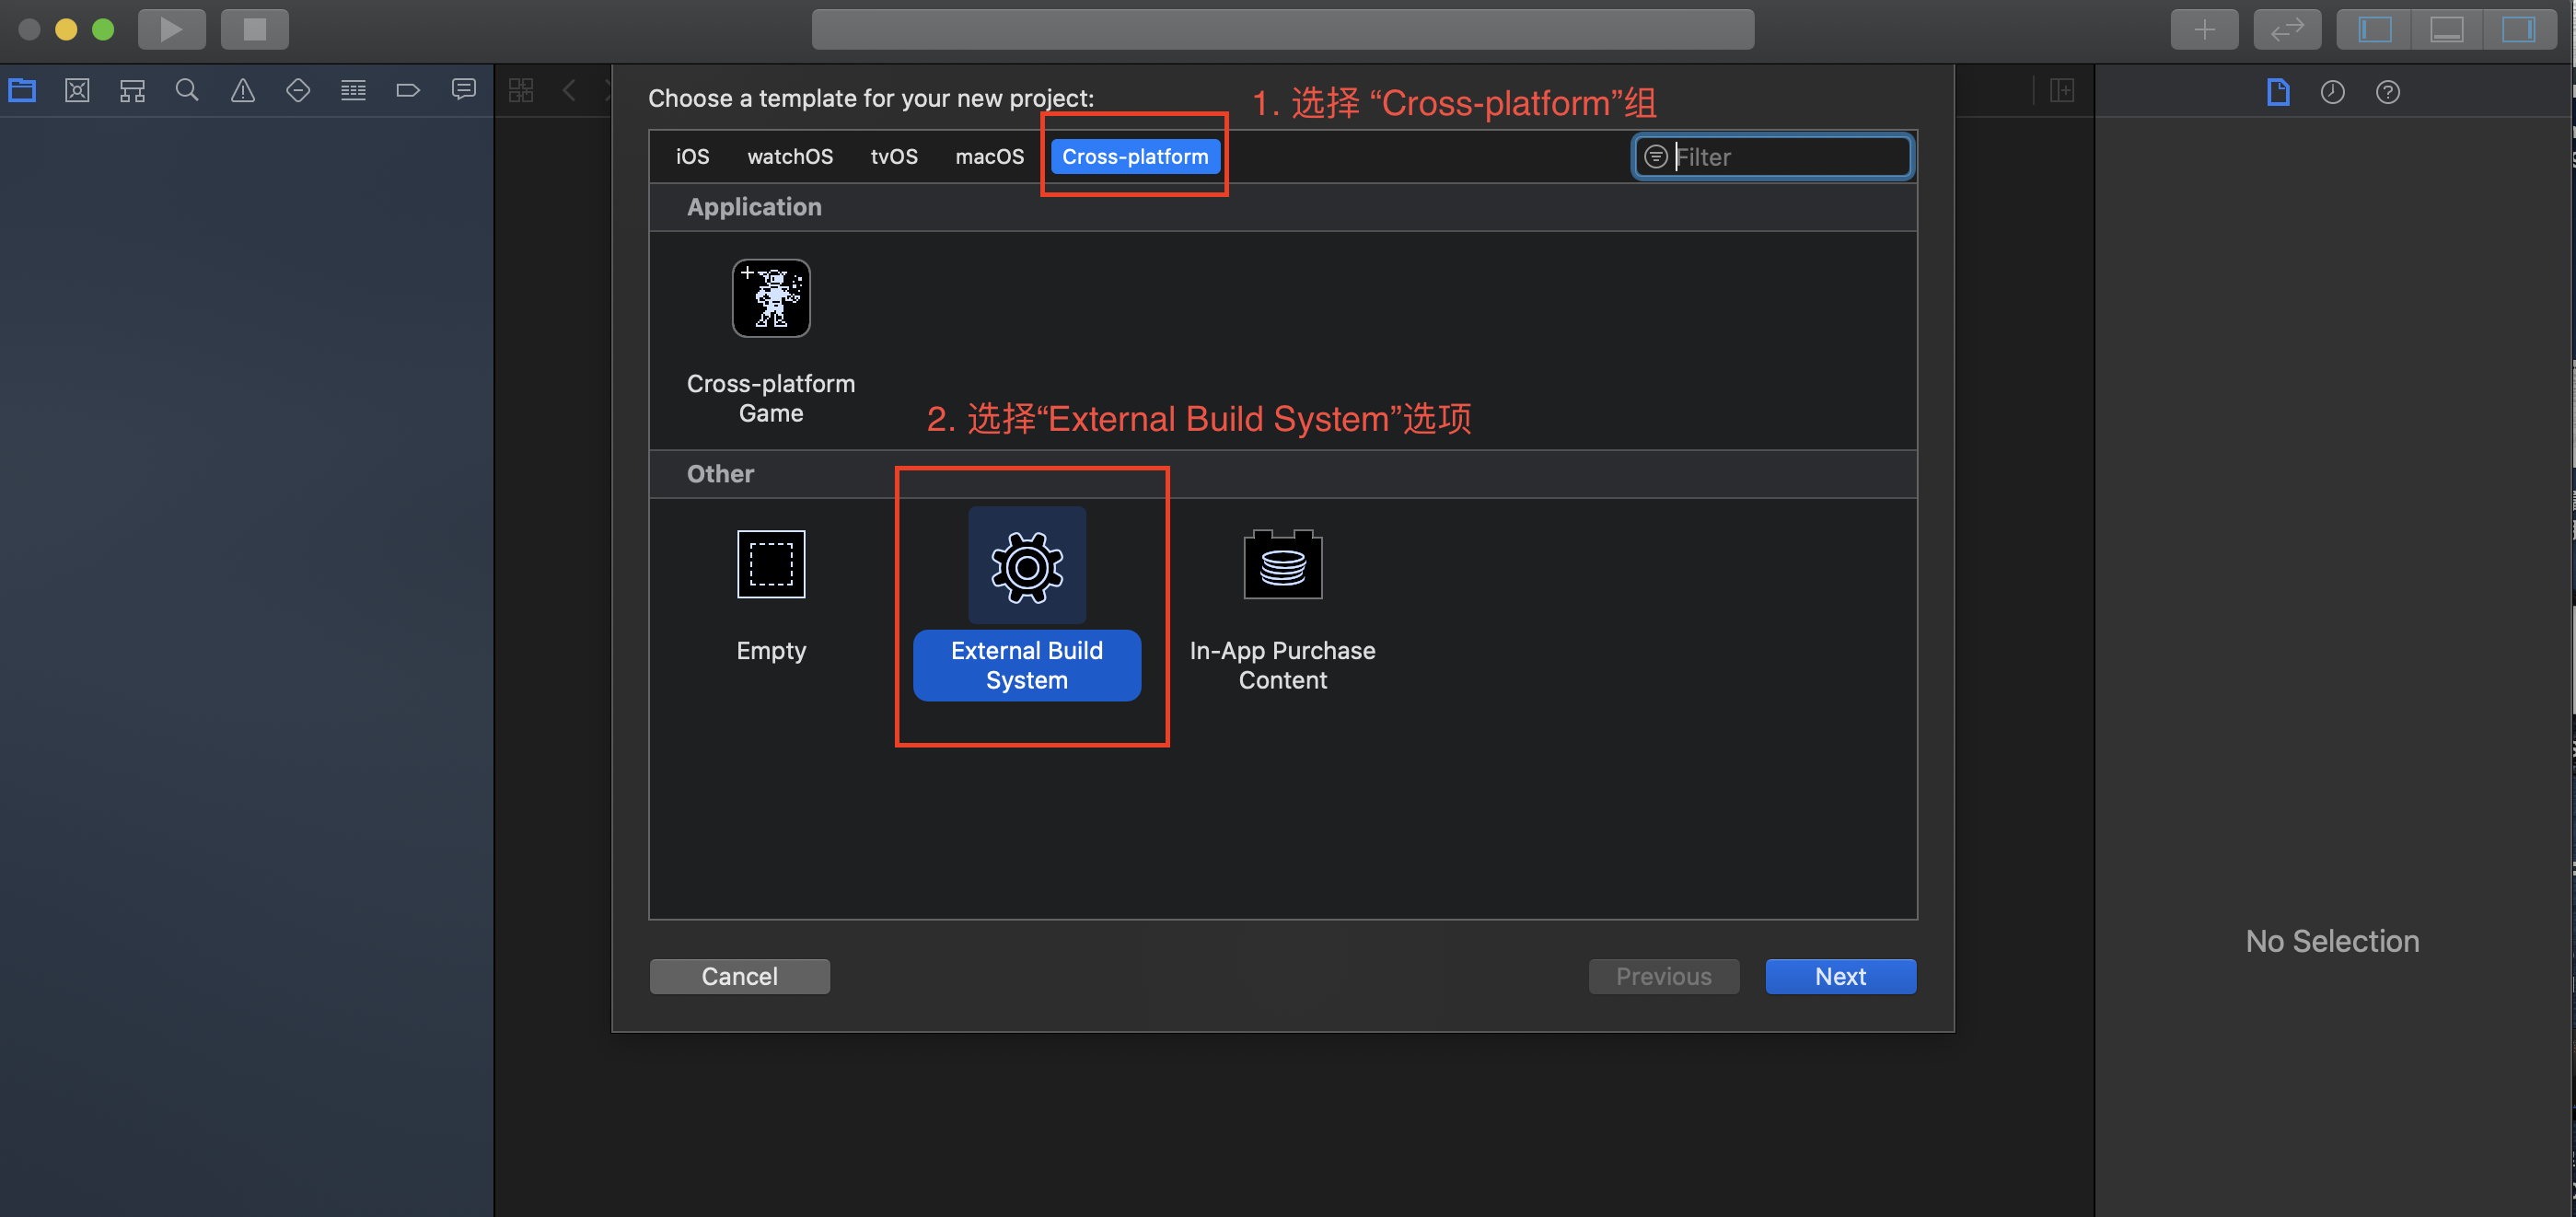 Choose a template for your new project:
1. 选择 “Cross-platform”组
iOS watchOS tvOS macOS Cross-platform Filter
Application
Cross-platform
Game
2. 选择“External Build System”选项
Other
Empty
External Build
System
In-App Purchase
Content
No Selection
Cancel Previous Next